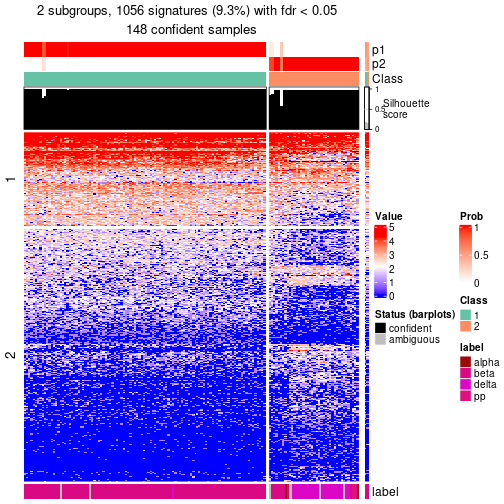 2 subgroups, 1056 signatures (9.3%) with fdr < 0.05
148 confident samples
p1
p2
Class
1
0.5
0
Silhouette
score
1
2
label
Value
5
4
3
2
1
0
Status (barplots)
confident
ambiguous
Prob
1
0.5
0
Class
1
2
label
alpha
beta
delta
pp